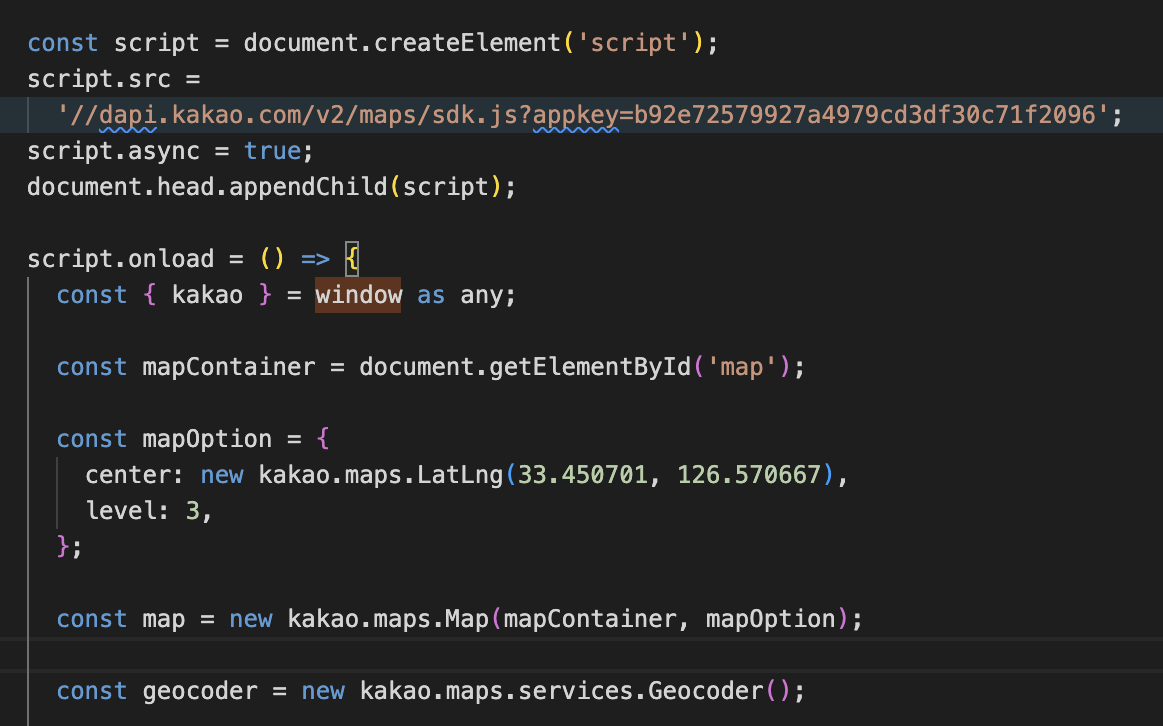 const script = document.createElement('script');
script.src =
'//dapi.kakao.com/v2/maps/sdk.js?appkey=b92e72579927a4979cd3df30c71f2096';
script.async = true;
document.head.appendChild(script);
script.onload = () => {
const { kakao } = window as any;
const mapContainer = document.getElementById('map');
const mapOption = {
center: new kakao.maps.LatLng(33.450701, 126.570667),
level: 3,
};
const map = new kakao.maps.Map(mapContainer, mapOption);
const geocoder = new kakao.maps.services.Geocoder();